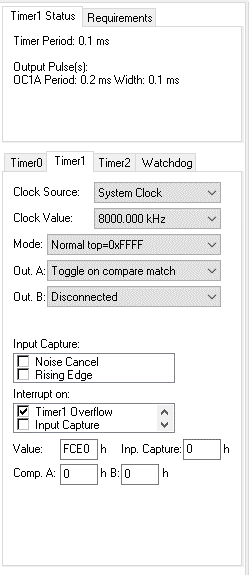 Timer1 Status Requirements
Timer Period: 0.1 ms
Output Pulse(s):
OC1A Period: 0.2 ms Width: 0.1 ms
Timer0 Timer1 Timer2 Watchdog
Clock Source: System Clock
Clock Value: 8000.000 kHz
Mode: Normal top=0xFFFF
Out. A: Toggle on compare match
Out. B: Disconnected
Input Capture:
Noise Cancel
Rising Edge
Interrupt on:
Timer1 Overflow
Input Capture
Value: FCE0 h Inp. Capture: 0 h
Comp. A: 0 h B: 0 h